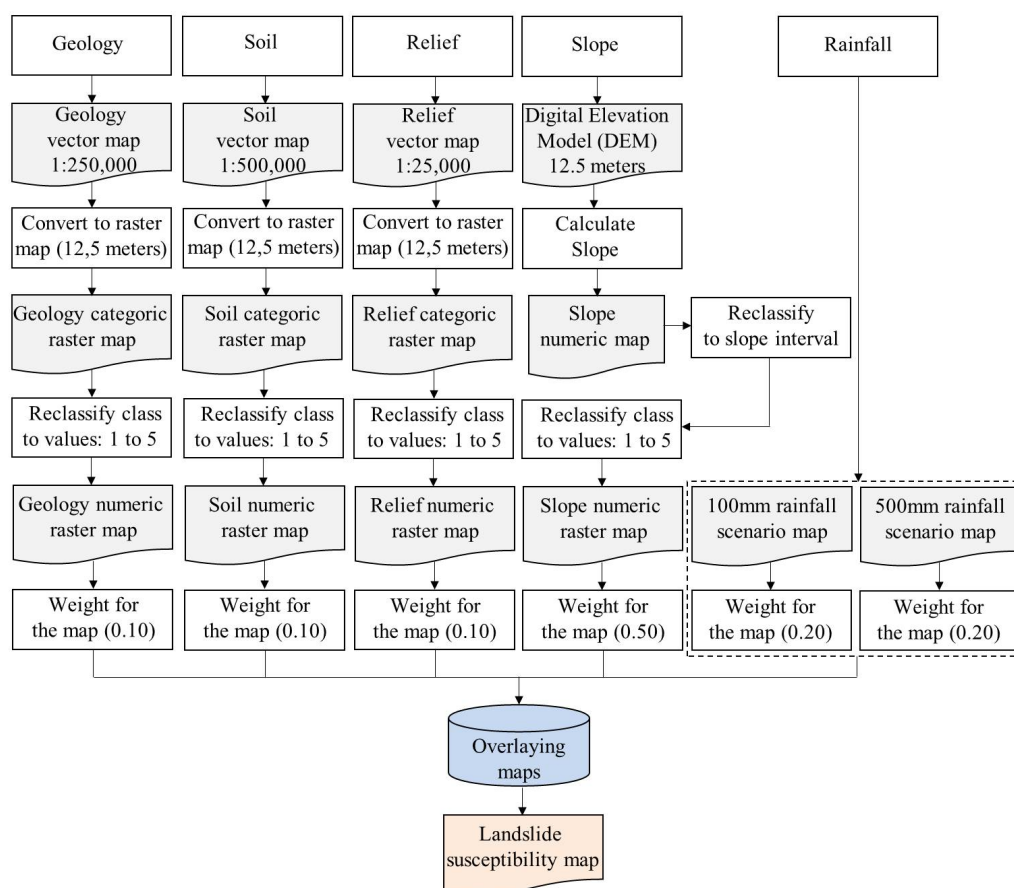 Geology
Soil
Relief
Slope
Rainfall
Geology
vector map
1:250,000
Soil
vector map
1:500,000
Relief
vector map
1:25,000
Digital Elevation
Model (DEM)
12.5 meters
Convert to raster
map (12,5 meters)
Convert to raster
map (12,5 meters)
Convert to raster
map (12,5 meters)
Calculate
Slope
Geology categoric
raster map
Soil categoric
raster map
Relief categoric
raster map
Slope
numeric map
Reclassify
to slope interval
Reclassify class
to values: 1 to 5
Reclassify class
to values: 1 to 5
Reclassify class
to values: 1 to 5
Reclassify class
to values: 1 to 5
Geology numeric
raster map
Soil numeric
raster map
Relief numeric
raster map
Slope numeric
raster map
100mm rainfall
scenario map
500mm rainfall
scenario map
Weight for
the map (0.10)
Weight for
the map (0.10)
Weight for
the map (0.10)
Weight for
the map (0.50)
Weight for
the map (0.20)
Weight for
the map (0.20)
Overlaying
maps
Landslide
susceptibility map